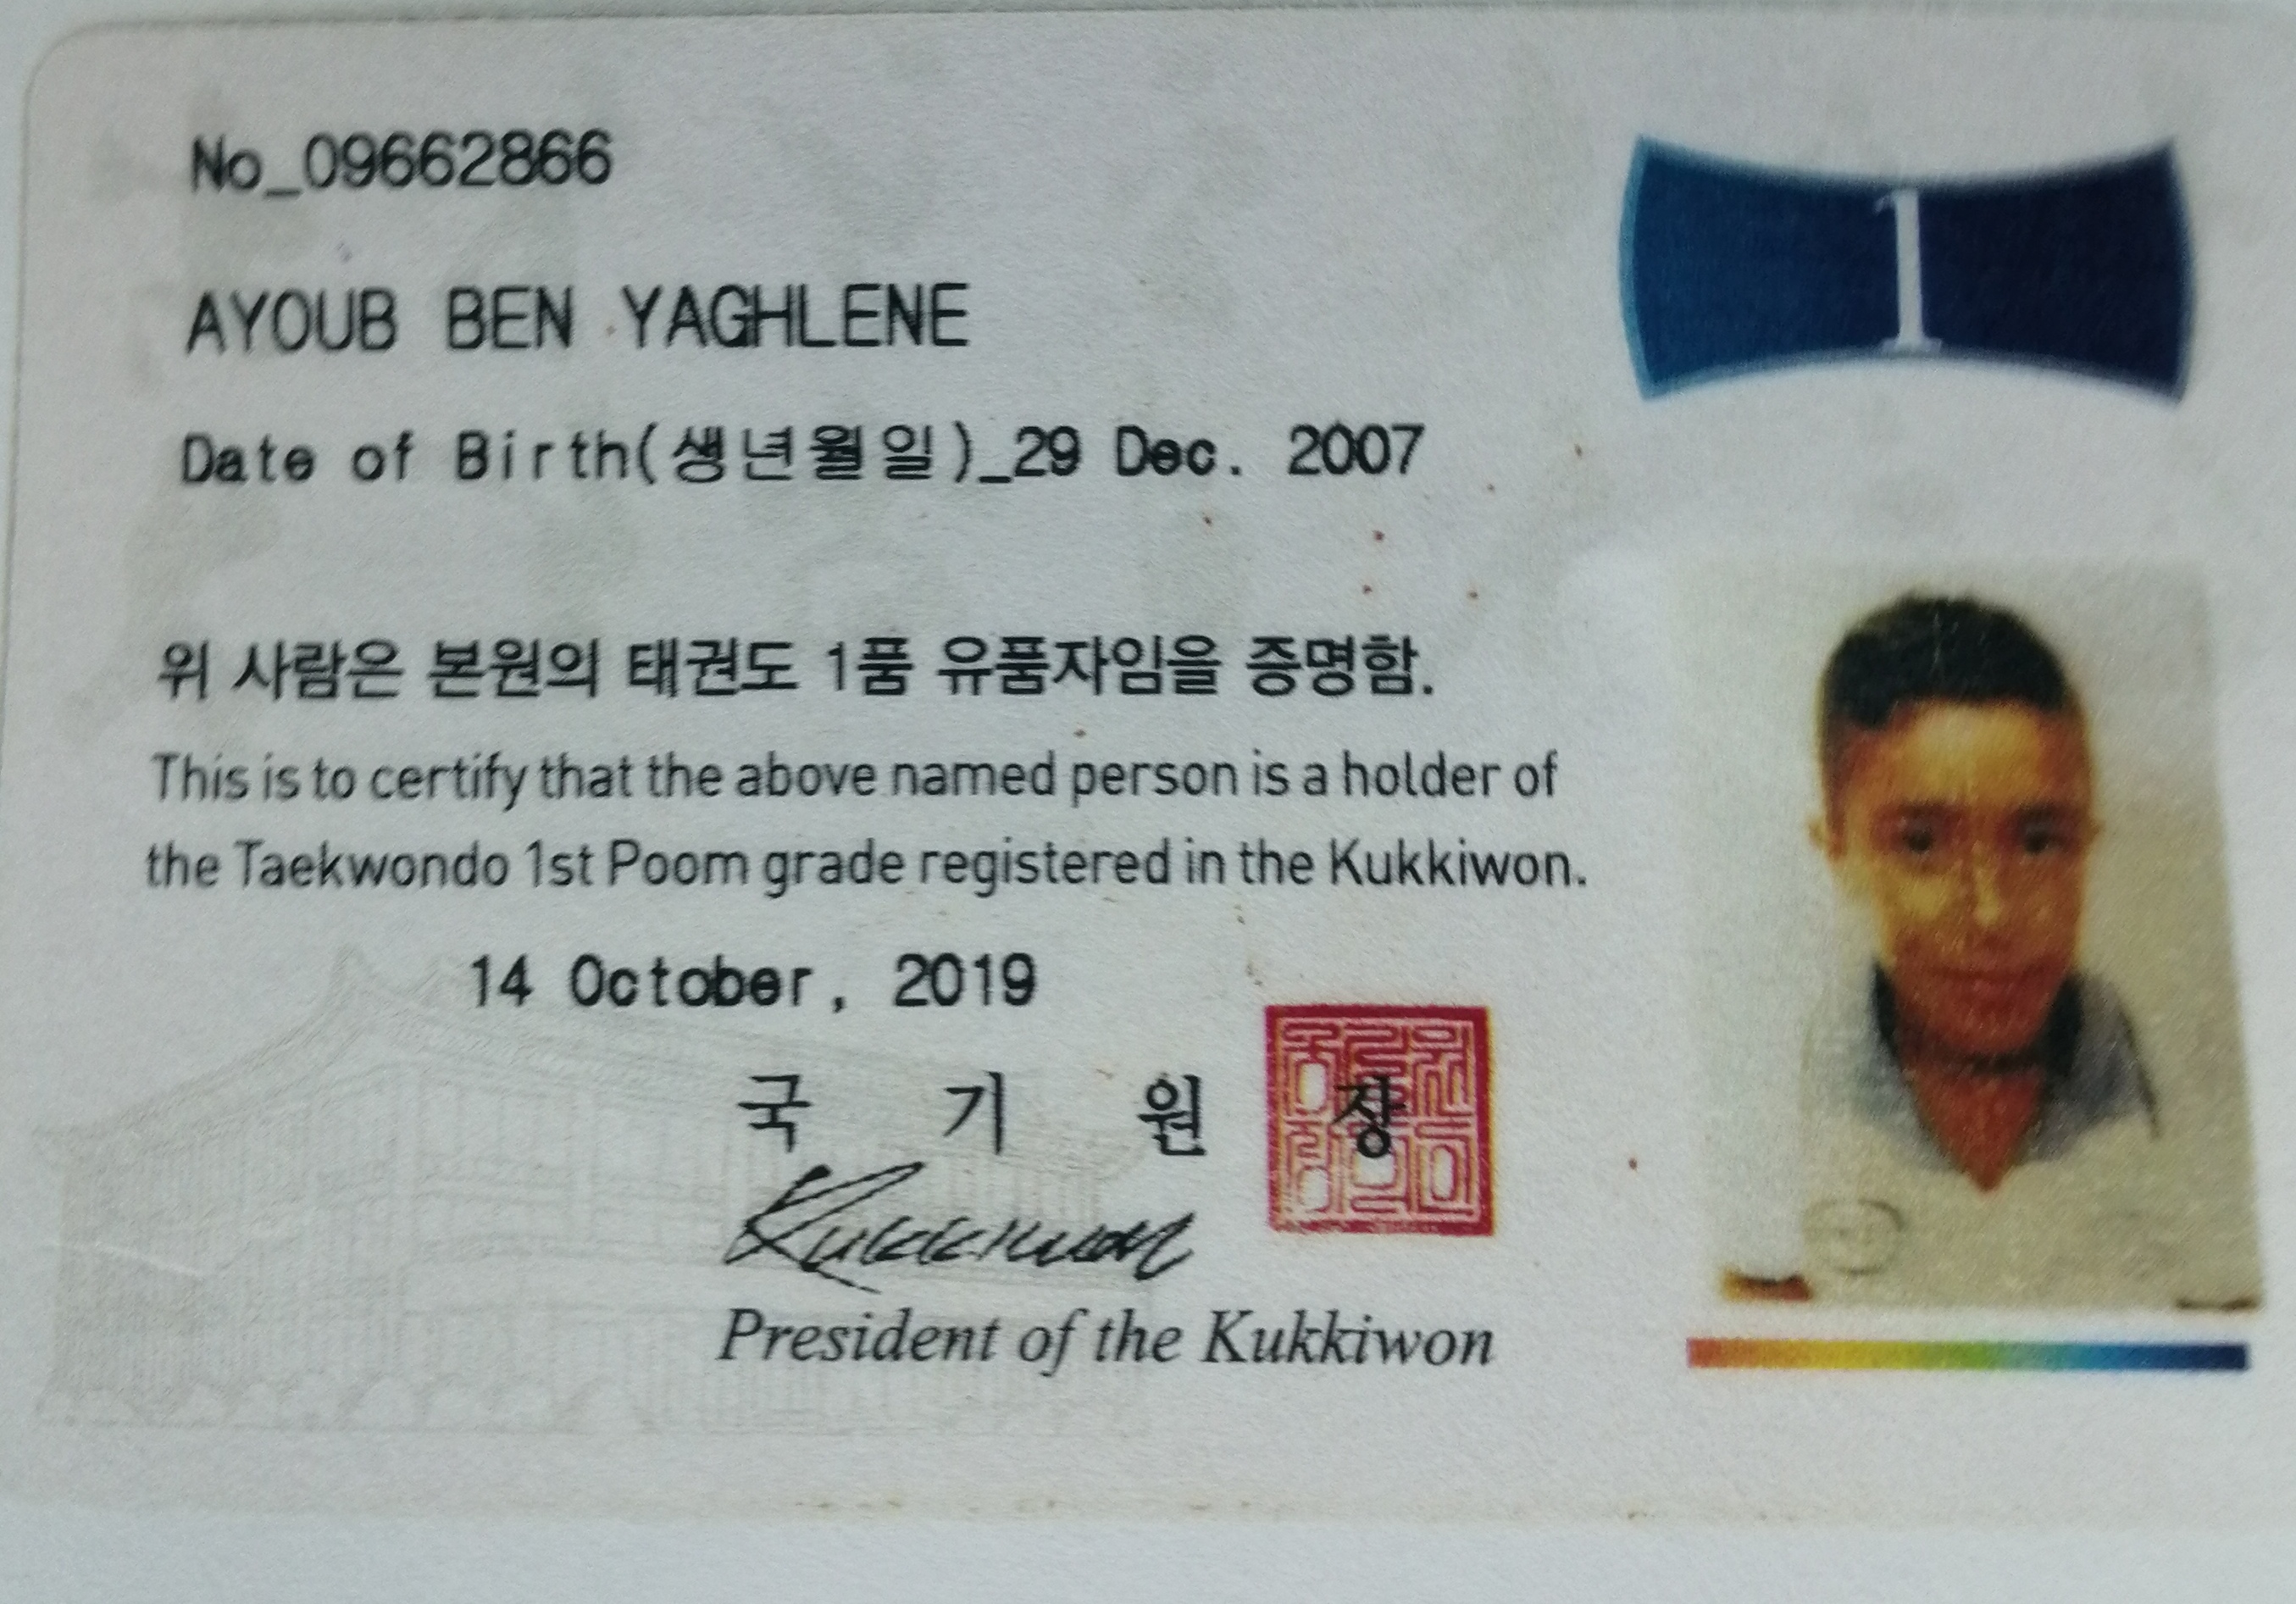 No_09662866
1
AYOUB BEN YAGHLENE
Date of Birth(생년월일)_29 Dec. 2007
위 사람은 본원의 태권도 1품 유품자임을 증명함.
This is to certify that the above named person is a holder of
the Taekwondo 1st Poom grade registered in the Kukkiwon.
14 October, 2019
국 기 원 장
Kukkiwon
President of the Kukkiwon